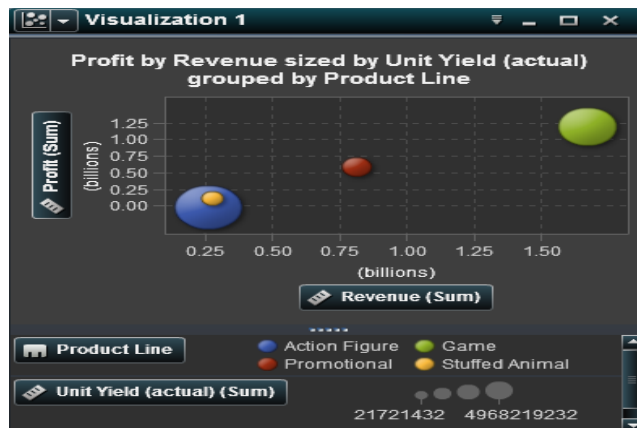 Visualization 1
Profit by Revenue sized by Unit Yield (actual)
grouped by Product Line
Profit (Sum)
(billions)
1.25
1.00
0.75
0.50
0.25
0.00
0.25 0.50 0.75 1.00 1.25 1.50
(billions)
Revenue (Sum)
Product Line
Action Figure Game
Promotional Stuffed Animal
Unit Yield (actual) (Sum)
21721432 4968219232